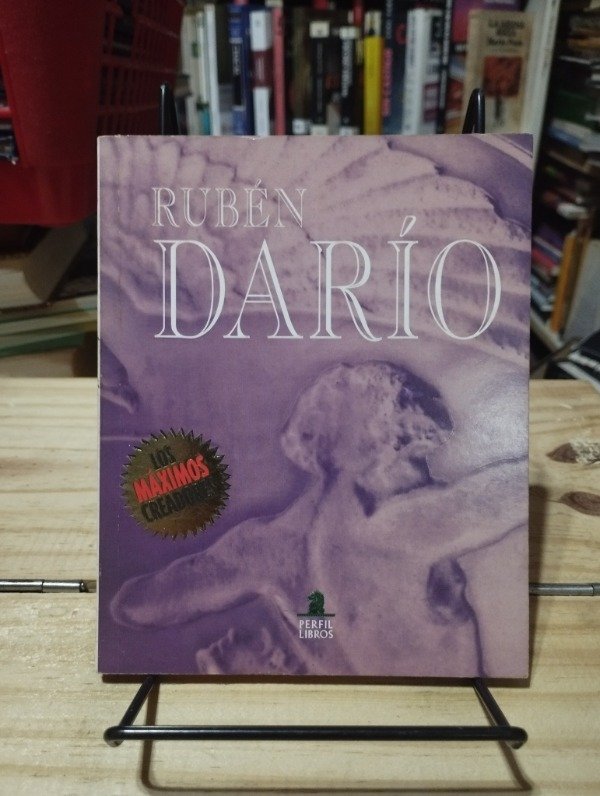 RUBÉN
DARÍO
LOS
MÁXIMOS
CREADORES
PERFIL
LIBROS